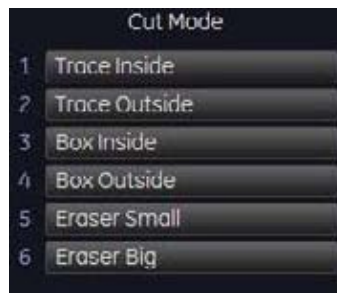 Cut Mode
1 Trace Inside
2 Trace Outside
3 Box Inside
4 Box Outside
5 Eraser Small
6 Eraser Big